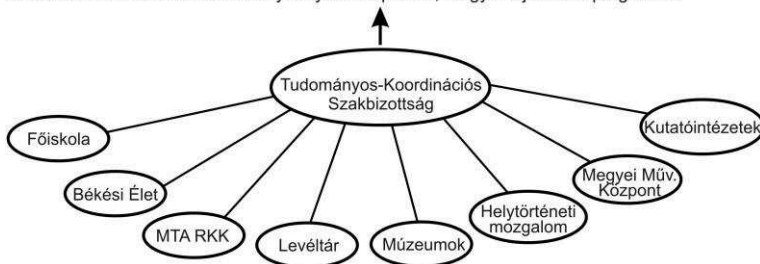 Tudományos-Koordinációs
Szakbizottság
Főiskola
Békési Élet
MTA RKK
Levéltár
Múzeumok
Helytörténeti
mozgalom
Megyei Műv.
Központ
Kutatóintézetek